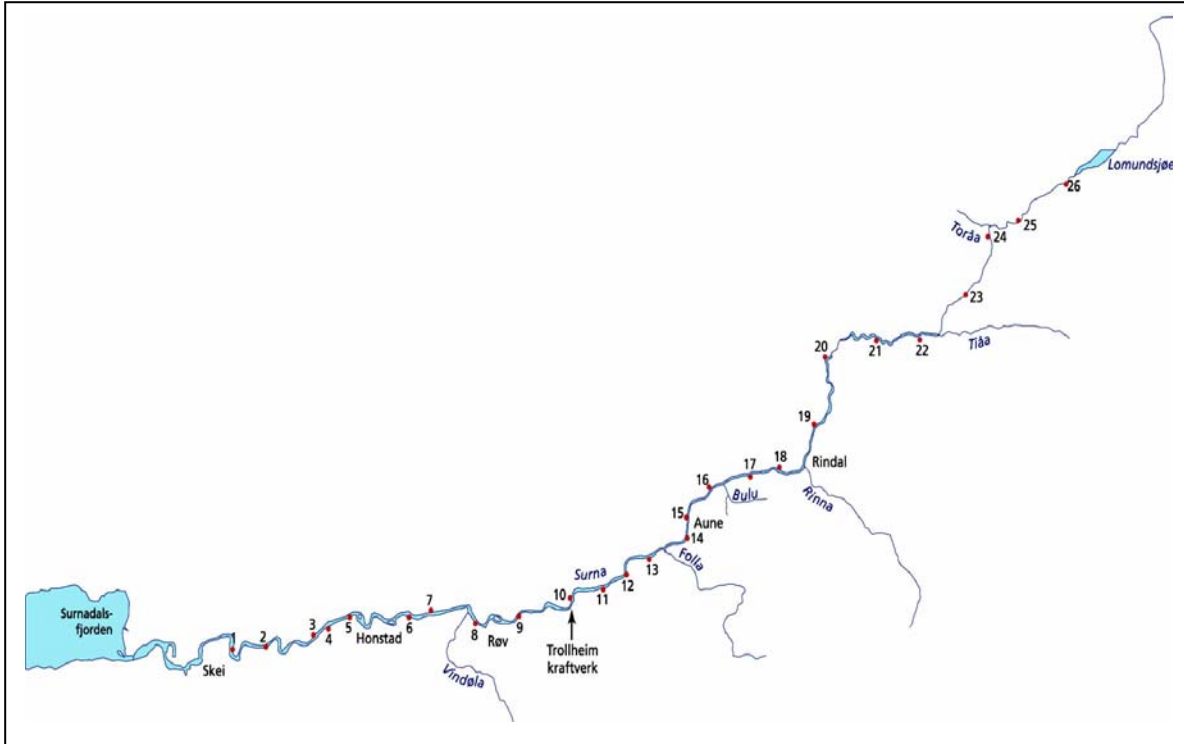 Lomundsjøe
26
25
Toråa
24
23
20
21
22
Tiåa
19
18
Rindal
17
16
Bulu
Rinna
15
Aune
14
Folla
13
Surna
12
11
10
7
Surnadals-
fjorden
3
4
5
6
Honstad
8
Røv
9
Trollheim
kraftverk
1
2
Skei
Vindøla